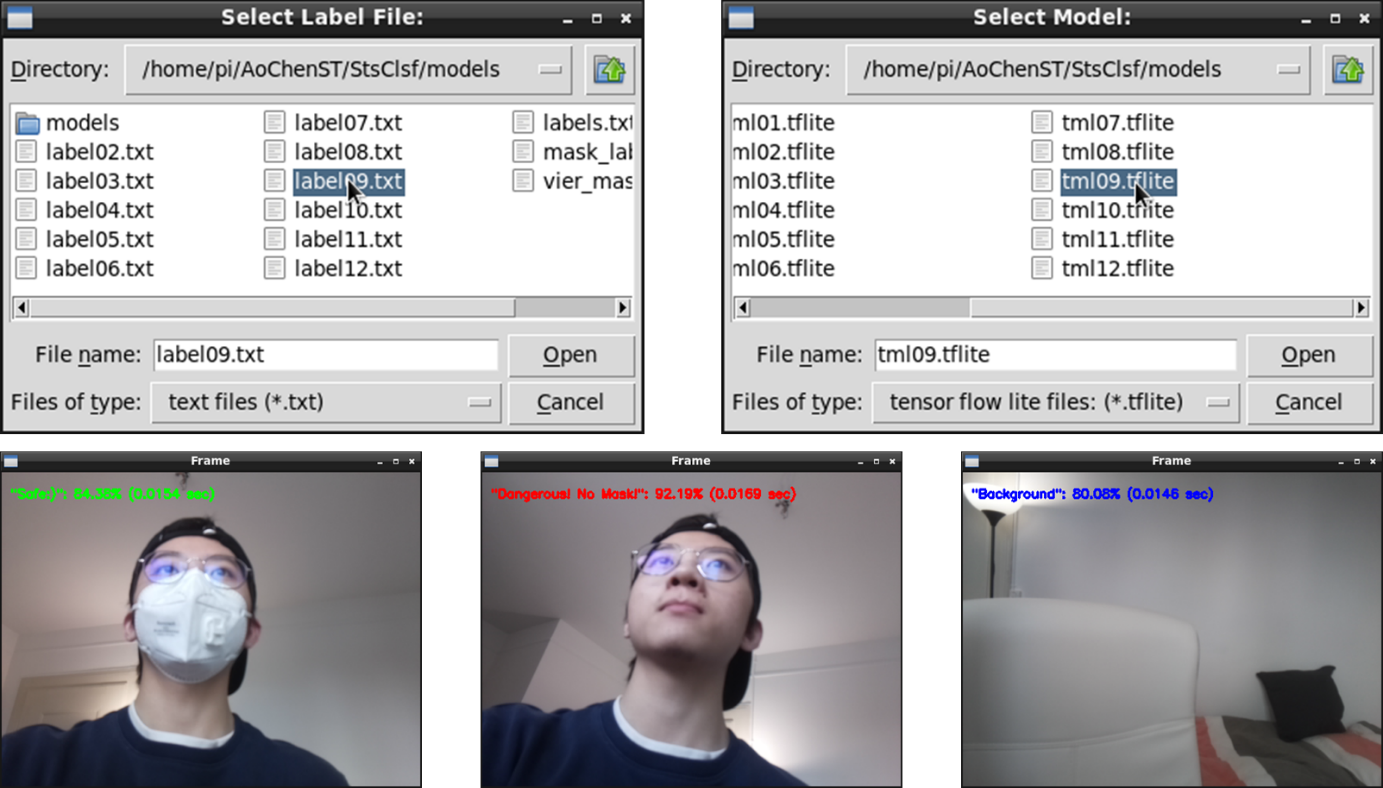 Select Label File:
Directory: /home/pi/AoChenST/StsClsf/models
models label07.txt labels.txt
label02.txt label08.txt mask_lab
label03.txt label09.txt vier_mas
label04.txt label10.txt
label05.txt label11.txt
label06.txt label12.txt
File name: label09.txt Open
Files of type: text files (*.txt) Cancel
Select Model:
Directory: /home/pi/AoChenST/StsClsf/models
ml01.tflite tml07.tflite
ml02.tflite tml08.tflite
ml03.tflite tml09.tflite
ml04.tflite tml10.tflite
ml05.tflite tml11.tflite
ml06.tflite tml12.tflite
File name: tml09.tflite Open
Files of type: tensor flow lite files: (*.tflite) Cancel
Frame
"Safe:)": 84.38% (0.0154 sec)
Frame
"Dangerous! No Mask!": 92.19% (0.0169 sec)
Frame
"Background": 80.08% (0.0146 sec)